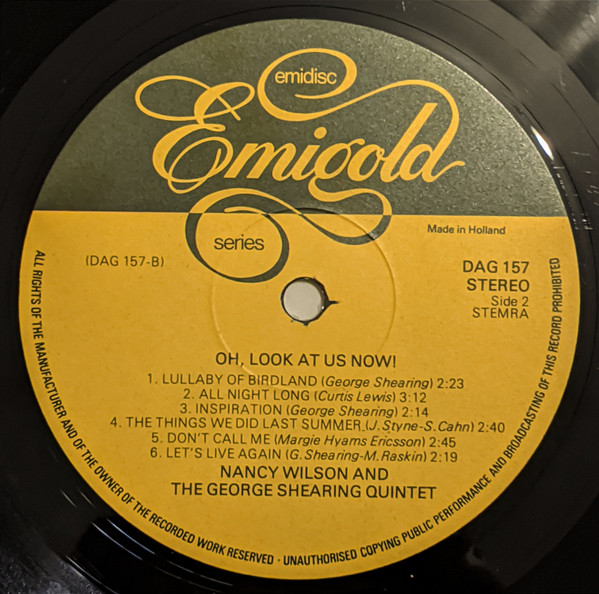 emidisc
Emigold
series
Made in Holland
(DAG 157-B)
DAG 157
STEREO
Side 2
STEMRA
OH, LOOK AT US NOW!
1. LULLABY OF BIRDLAND (George Shearing) 2:23
2. ALL NIGHT LONG (Curtis Lewis) 3:12
3. INSPIRATION (George Shearing) 2:14
4. THE THINGS WE DID LAST SUMMER (J. Styne-S. Cahn) 2:40
5. DON'T CALL ME (Margie Hyams Ericsson) 2:45
6. LET'S LIVE AGAIN (G. Shearing-M. Raskin) 2:19
NANCY WILSON AND
THE GEORGE SHEARING QUINTET
ALL RIGHTS OF THE MANUFACTURER AND OF THE OWNER OF THE RECORDED WORK RESERVED · UNAUTHORISED COPYING PUBLIC PERFORMANCE AND BROADCASTING OF THIS RECORD PROHIBITED